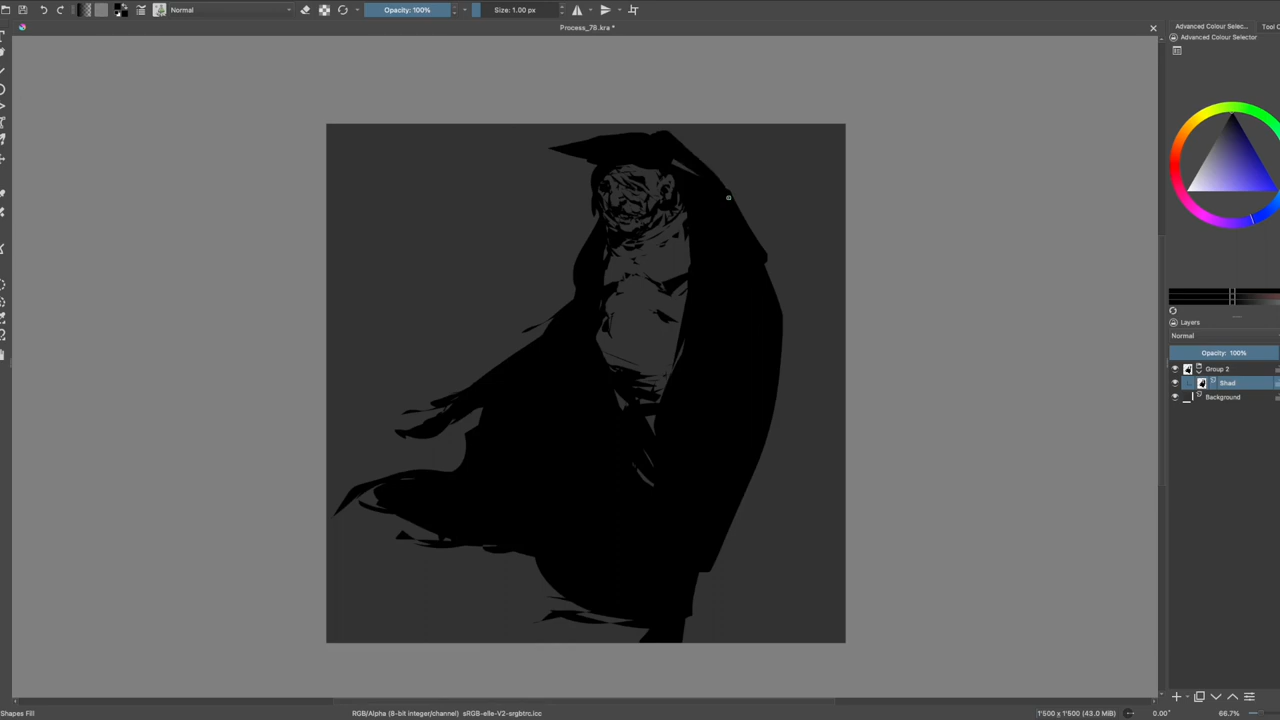 Normal
Opacity: 100%
Size: 1.00 px
Process_7B.kra *
Advanced Colour Selec...
Tool C
Advanced Colour Selector
Layers
Normal
Opacity: 100%
Group 2
Shad
Background
Shapes Fill
RGB/Alpha (8-bit integer/channel) sRGB-elle-V2-srgbtrc.icc
1'500 x 1'500 (43.0 MiB)
0.00°
66.7%